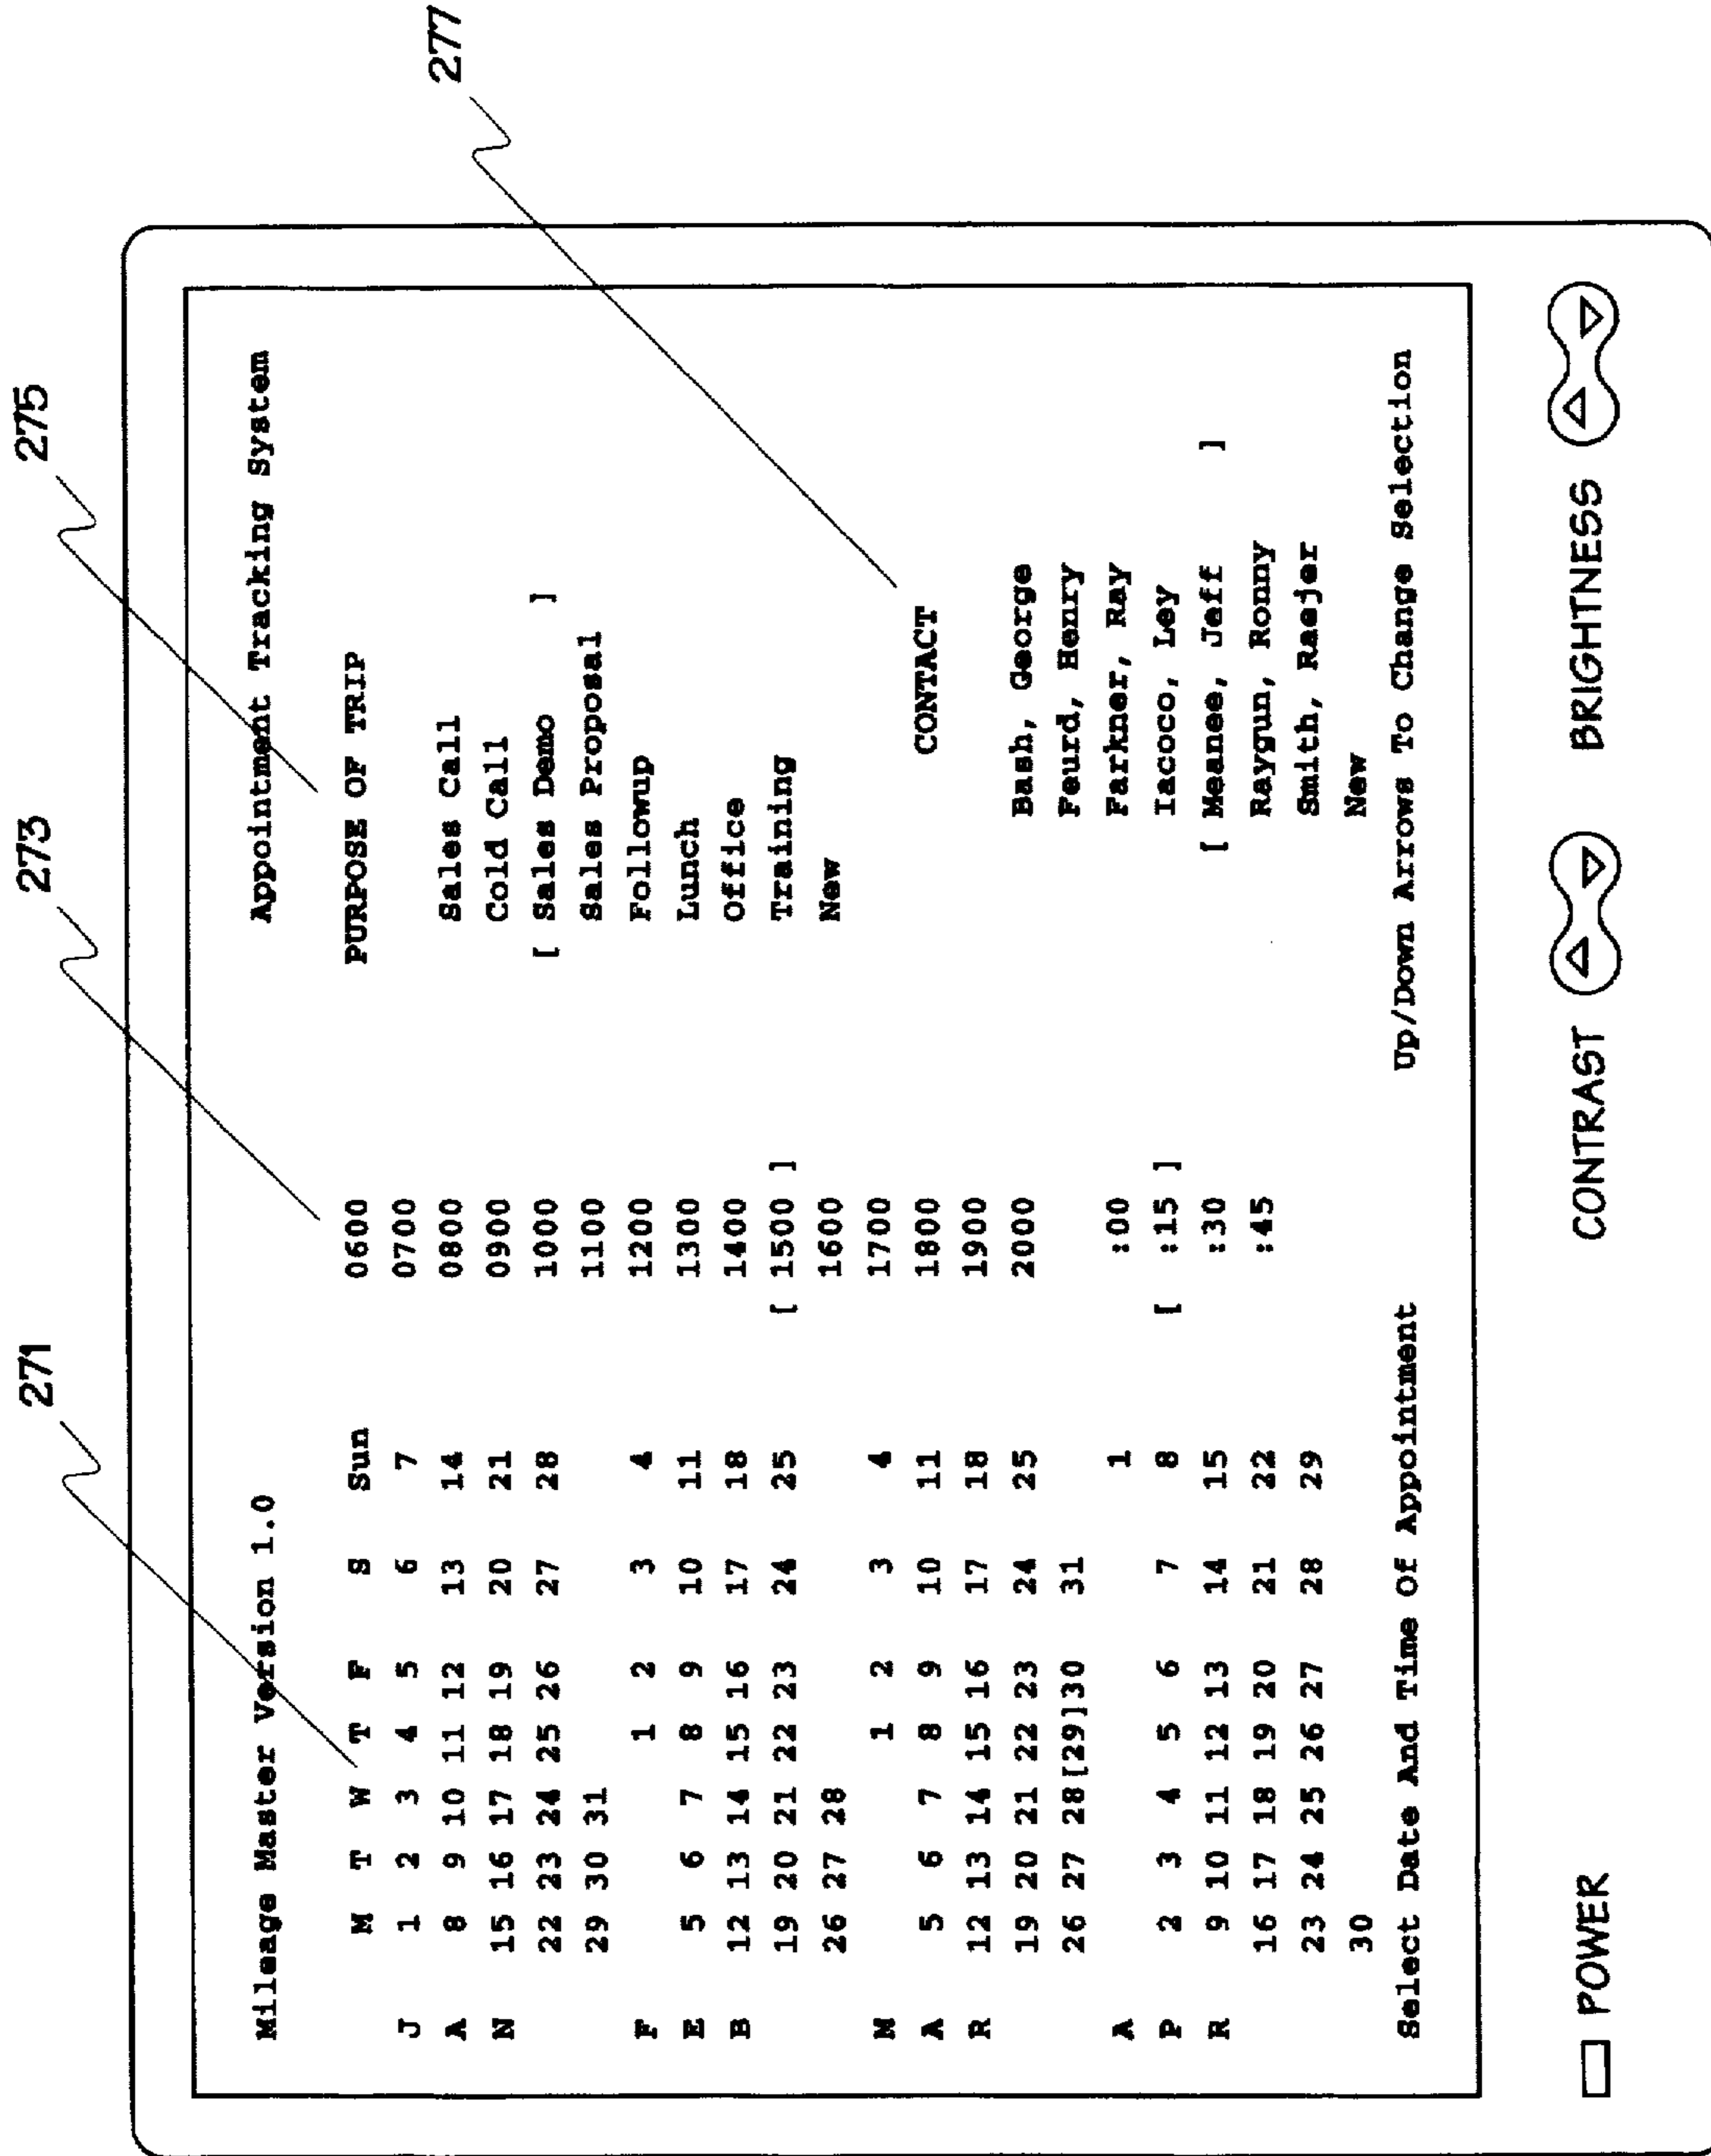 271 273 275 277
Mileage Master Version 1.0 Appointment Tracking System
M T W T F S Sun 0600 PURPOSE OF TRIP
J 1 2 3 4 5 6 7 0700
A 8 9 10 11 12 13 14 0800 Sales Call
N 15 16 17 18 19 20 21 0900 Cold Call
22 23 24 25 26 27 28 1000 [ Sales Demo ]
29 30 31 1100 Sales Proposal
F 1 2 3 4 1200 Followup
E 5 6 7 8 9 10 11 1300 Lunch
B 12 13 14 15 16 17 18 1400 Office
19 20 21 22 23 24 25 [ 1500 ] Training
26 27 28 1600 New
M 1 2 3 4 1700
A 5 6 7 8 9 10 11 1800 CONTACT
R 12 13 14 15 16 17 18 1900
19 20 21 22 23 24 25 2000 Bash, George
26 27 28[29]30 31 Feurd, Henry
A 1 :00 Farkner, Ray
P 2 3 4 5 6 7 8 [ :15 ] Iacoco, Ley
R 9 10 11 12 13 14 15 :30 [ Meanee, Jeff ]
16 17 18 19 20 21 22 :45 Raygun, Ronny
23 24 25 26 27 28 29 Smith, Raejer
30 New
Select Date And Time Of Appointment Up/Down Arrows To Change Selection
POWER CONTRAST BRIGHTNESS